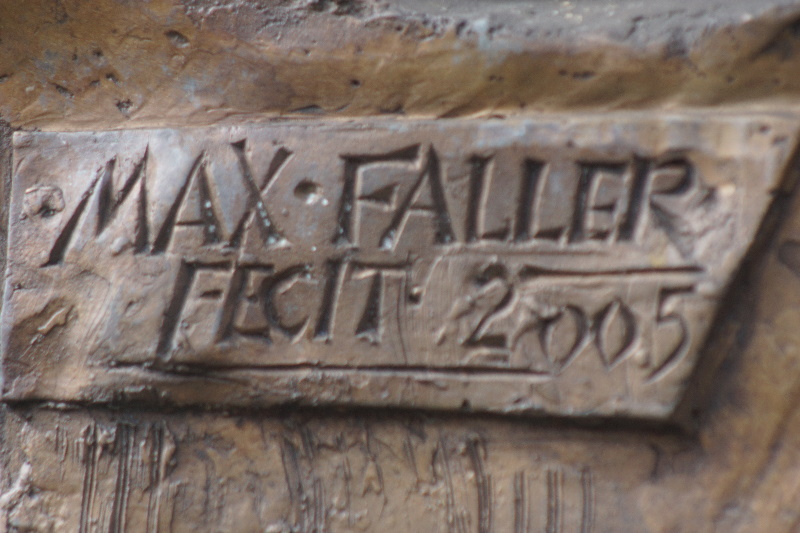 MAX · FALLER
FECIT · 2005